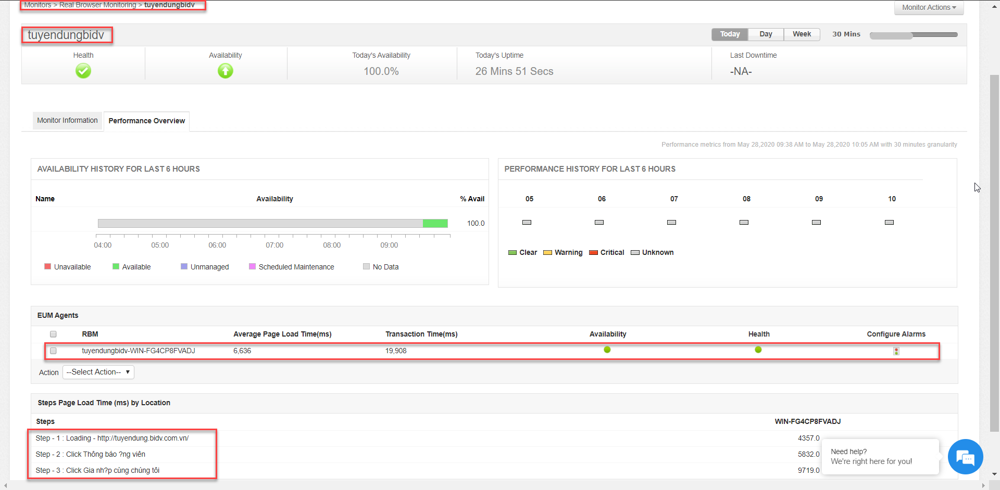 Monitors > Real Browser Monitoring > tuyendungbidv
Monitor Actions
tuyendungbidv
Today Day Week 30 Mins
Health Availability Today's Availability Today's Uptime Last Downtime
100.0% 26 Mins 51 Secs -NA-
Monitor Information Performance Overview
Performance metrics from May 28,2020 09:38 AM to May 28,2020 10:05 AM with 30 minutes granularity
AVAILABILITY HISTORY FOR LAST 6 HOURS
Name Availability % Avail
100.0
04:00 05:00 06:00 07:00 08:00 09:00
Unavailable Available Unmanaged Scheduled Maintenance No Data
PERFORMANCE HISTORY FOR LAST 6 HOURS
05 06 07 08 09 10
Clear Warning Critical Unknown
EUM Agents
RBM Average Page Load Time(ms) Transaction Time(ms) Availability Health Configure Alarms
tuyendungbidv-WIN-FG4CP8FVADJ 6,636 19,908
Action --Select Action--
Steps Page Load Time (ms) by Location
Steps WIN-FG4CP8FVADJ
Step - 1 : Loading - http://tuyendung.bidv.com.vn/ 4357.0
Step - 2 : Click Thông báo ?ng viên 5832.0
Step - 3 : Click Gia nh?p cùng chúng tôi 9719.0
Need help?
We're right here for you!